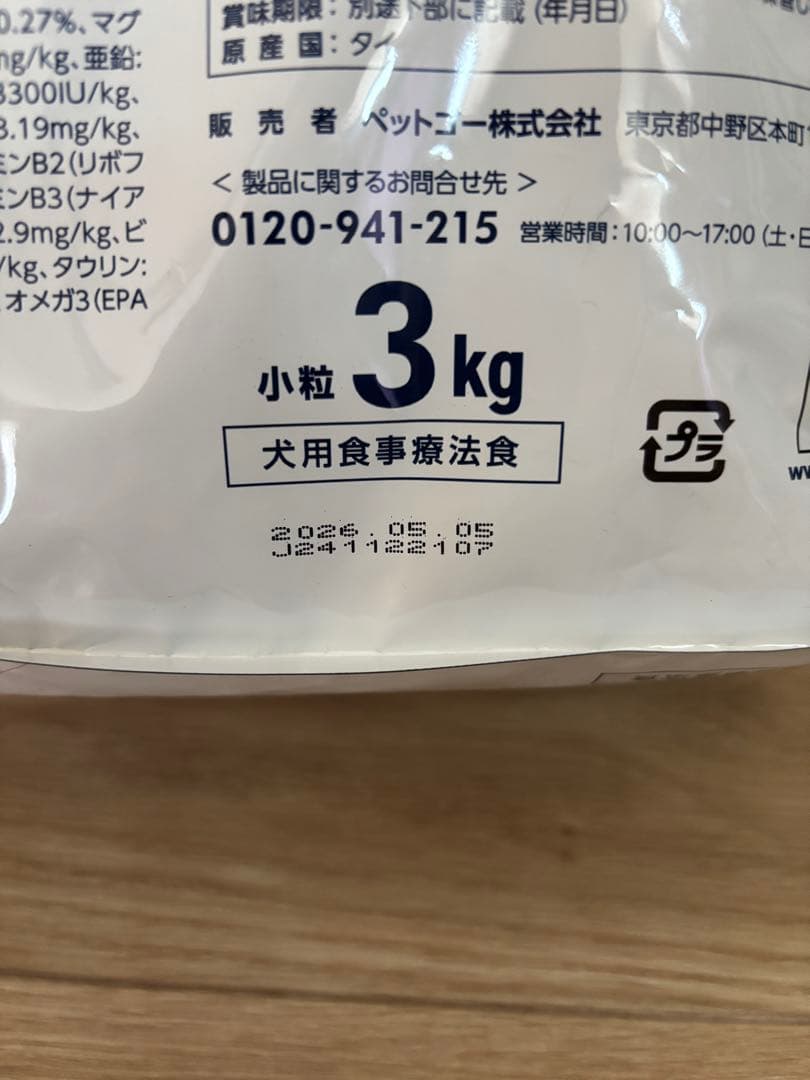 0.27%、マグ
mg/kg、亜鉛:
3300IU/kg、
3.19mg/kg、
ミンB2(リボフ
ミンB3(ナイア
2.9mg/kg、ビ
/kg、タウリン:
オメガ3(EPA
賞味期限:別途下部に記載(年月日)
原産国:タイ
販売者 ペットゴー株式会社 東京都中野区本町
<製品に関するお問合せ先>
0120-941-215 営業時間:10:00〜17:00(土・日
小粒 3kg
犬用食事療法食
プラ
2026.05.05
J241122107